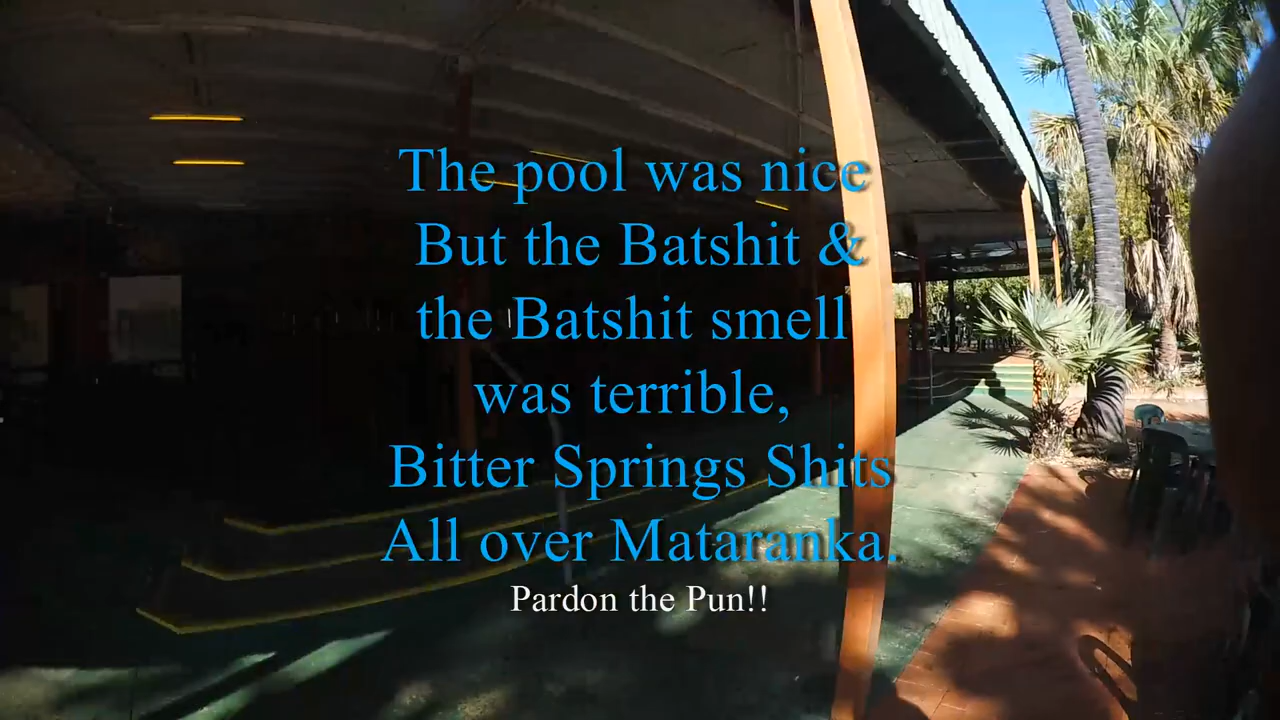 The pool was nice
But the Batshit &
the Batshit smell
was terrible,
Bitter Springs Shits
All over Mataranka.
Pardon the Pun!!